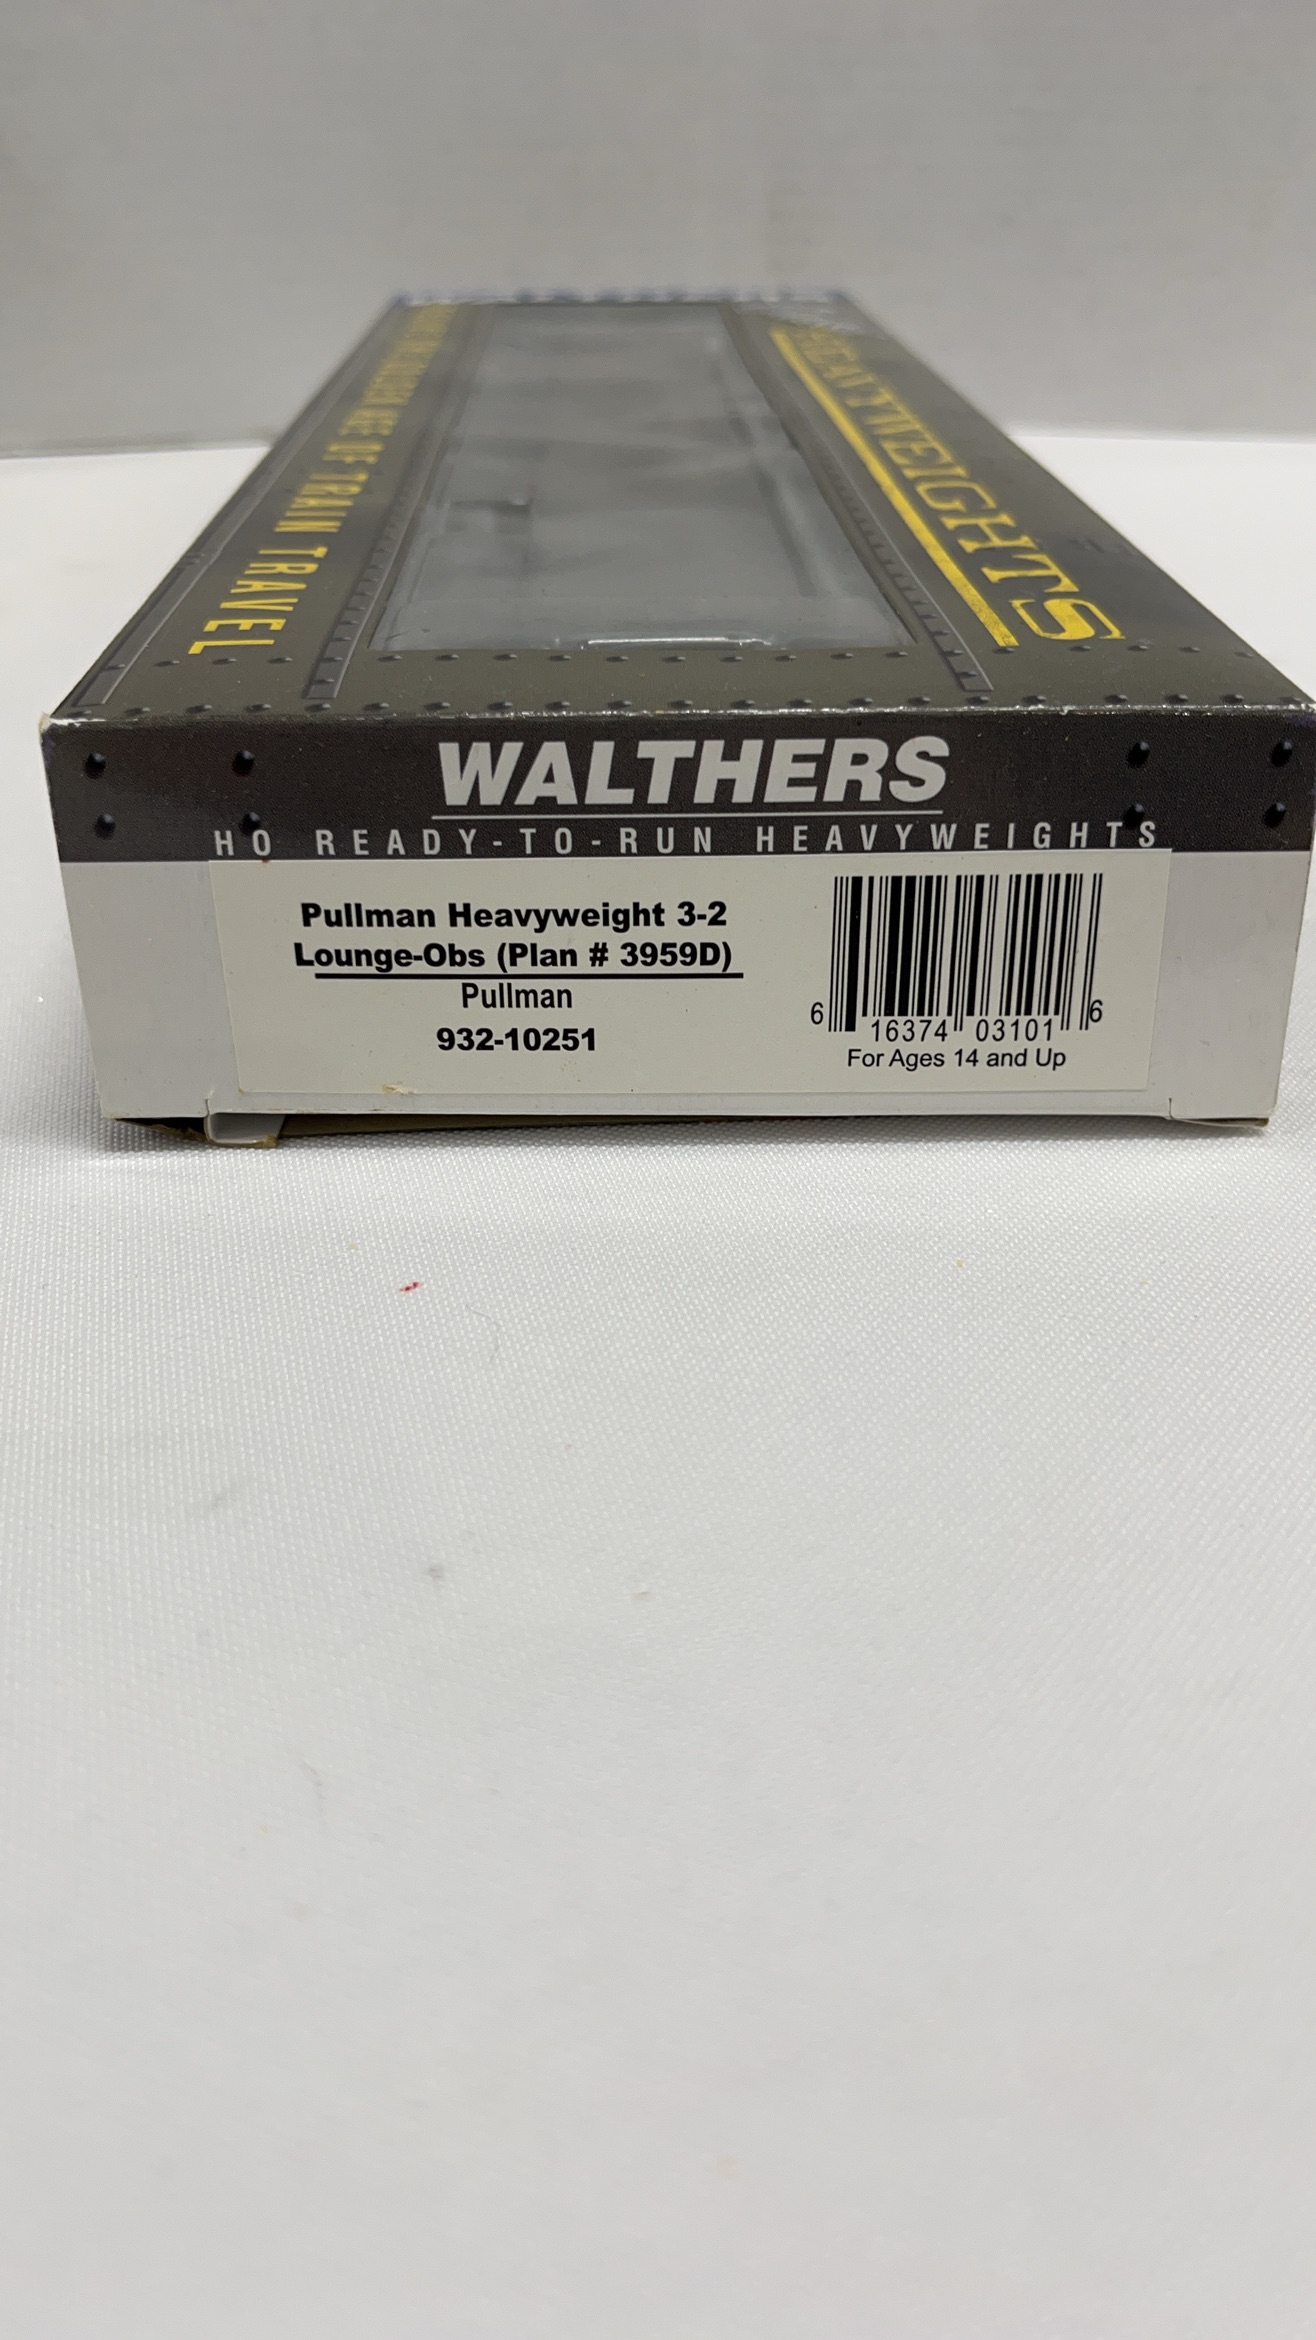 HEAVYWEIGHTS
AGE OF TRAIN TRAVEL
WALTHERS
HO READY-TO-RUN HEAVYWEIGHTS
Pullman Heavyweight 3-2
Lounge-Obs (Plan # 3959D)
Pullman
932-10251
6 16374 03101 6
For Ages 14 and Up